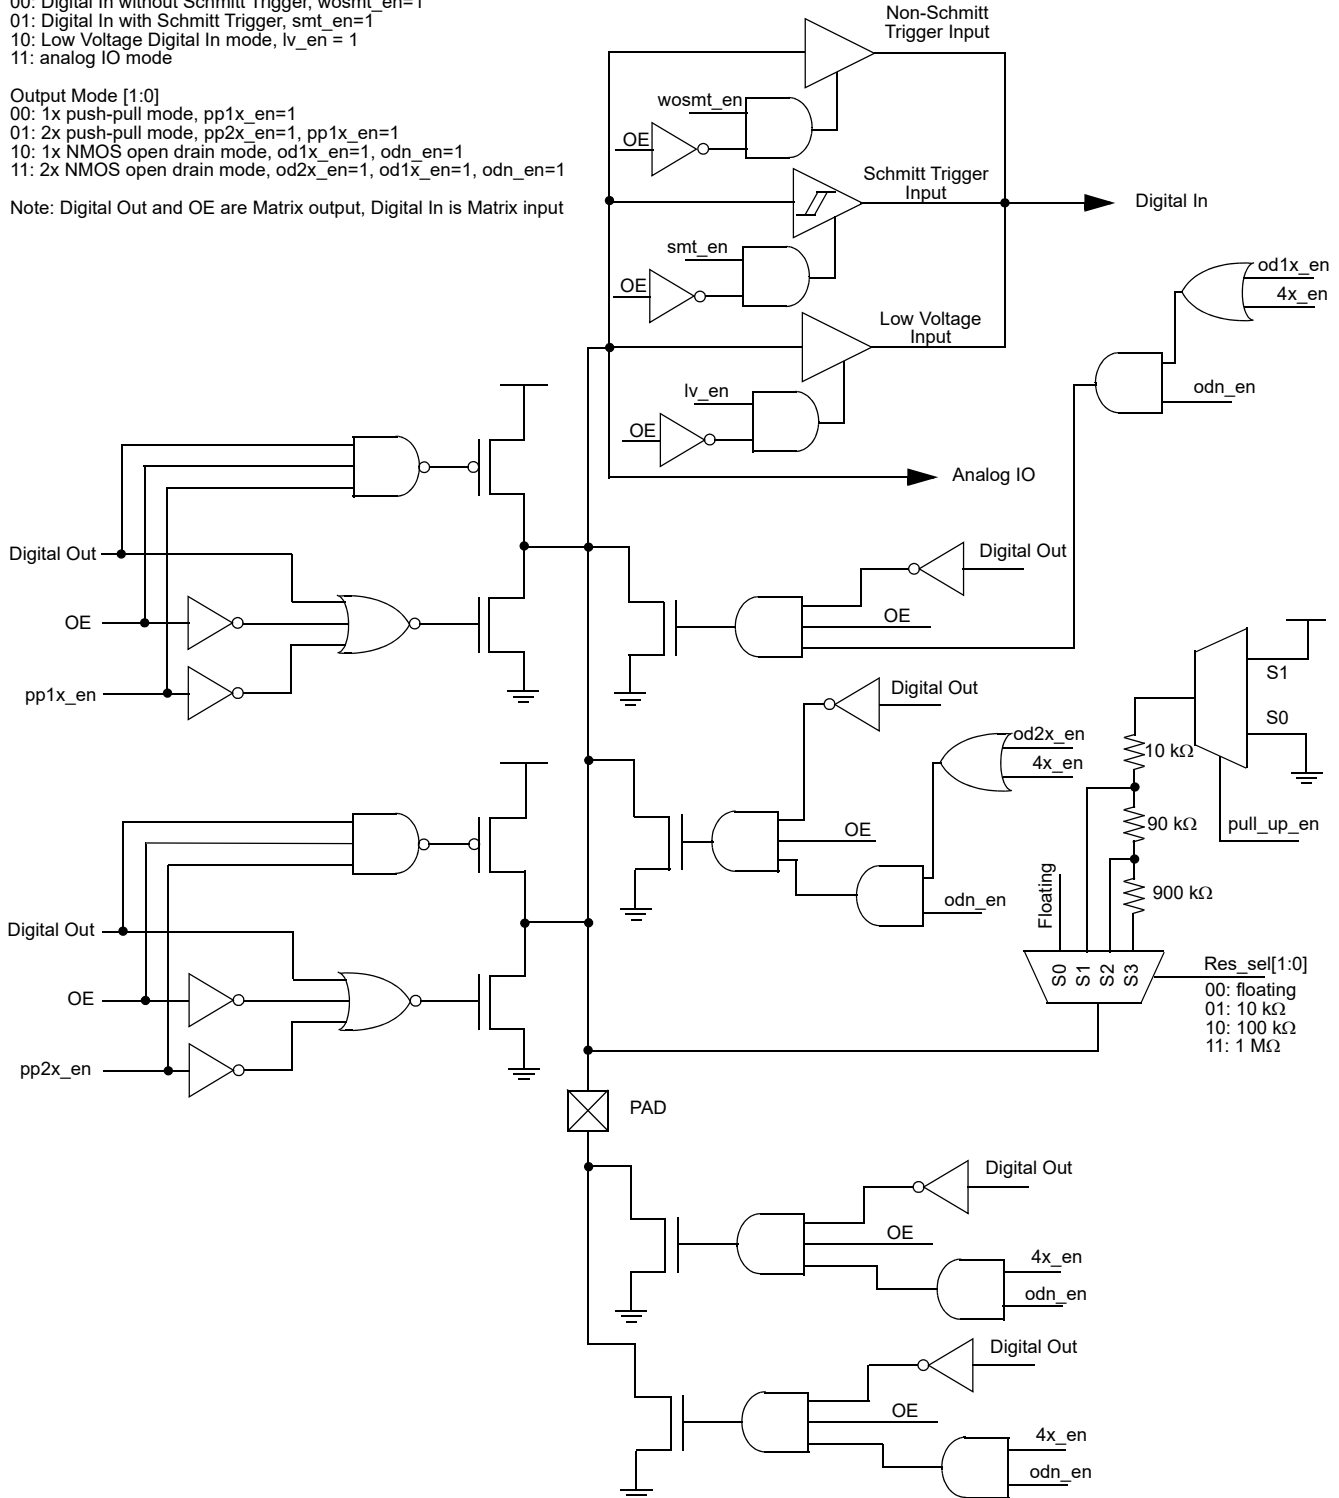 00: Digital In without Schmitt Trigger, wosmt_en=1
01: Digital In with Schmitt Trigger, smt_en=1
10: Low Voltage Digital In mode, lv_en = 1
11: analog IO mode
Output Mode [1:0]
00: 1x push-pull mode, pp1x_en=1
01: 2x push-pull mode, pp2x_en=1, pp1x_en=1
10: 1x NMOS open drain mode, od1x_en=1, odn_en=1
11: 2x NMOS open drain mode, od2x_en=1, od1x_en=1, odn_en=1
Note: Digital Out and OE are Matrix output, Digital In is Matrix input
Non-Schmitt
Trigger Input
wosmt_en
OE
Schmitt Trigger
Input
Digital In
smt_en
OE
od1x_en
4x_en
Low Voltage
Input
lv_en
OE
odn_en
Analog IO
Digital Out
OE
pp1x_en
Digital Out
OE
Digital Out
od2x_en
4x_en
OE
odn_en
S1
S0
10 kΩ
90 kΩ
900 kΩ
pull_up_en
Floating
S0
S1
S2
S3
Res_sel[1:0]
00: floating
01: 10 kΩ
10: 100 kΩ
11: 1 MΩ
Digital Out
OE
pp2x_en
PAD
Digital Out
OE
4x_en
odn_en
Digital Out
OE
4x_en
odn_en